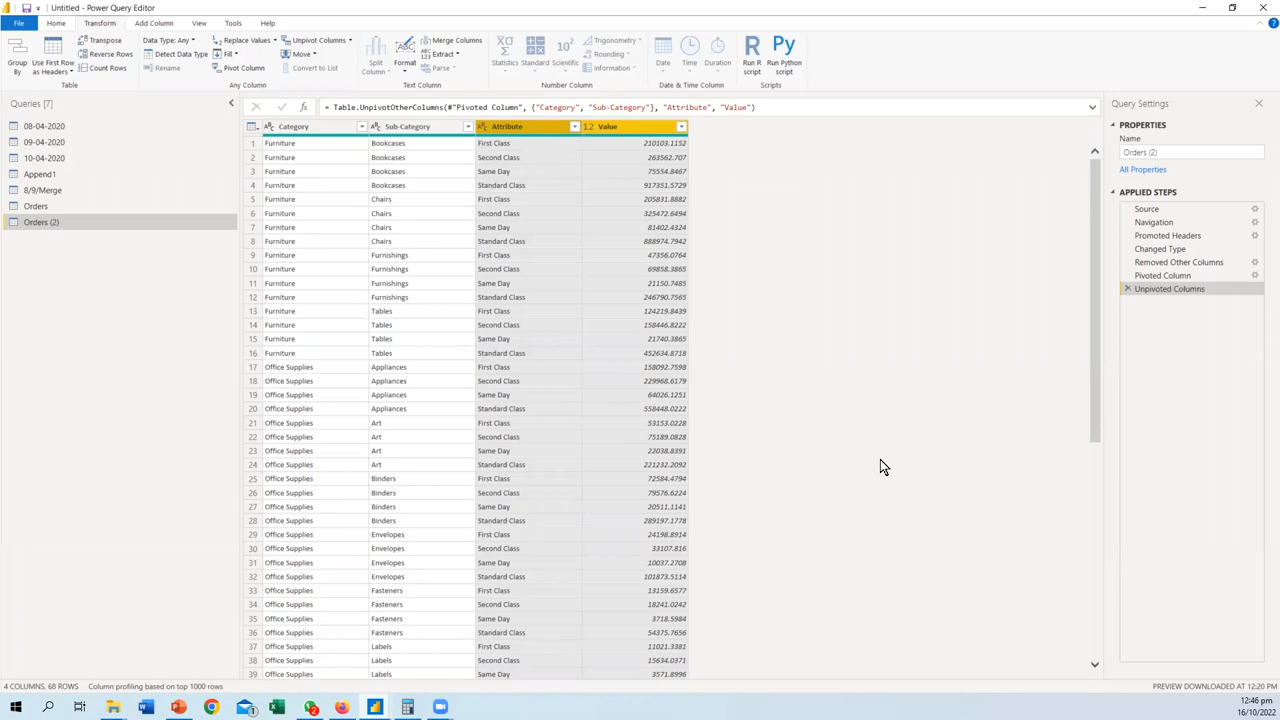 Untitled - Power Query Editor
File Home Transform Add Column View Tools Help
Group By
Use First Row as Headers
Transpose
Reverse Rows
Count Rows
Table
Data Type: Any
Detect Data Type
Rename
Replace Values
Fill
Pivot Column
Unpivot Columns
Move
Convert to List
Any Column
Split Column
Format
Merge Columns
Extract
Parse
Text Column
Statistics
Standard
Scientific
Trigonometry
Rounding
Information
Number Column
Date
Time
Duration
Date & Time Column
Run R script
Run Python script
Scripts
Queries [7]
08-04-2020
09-04-2020
10-04-2020
Append1
8/9/Merge
Orders
Orders (2)
= Table.UnpivotOtherColumns(#"Pivoted Column", {"Category", "Sub-Category"}, "Attribute", "Value")
Category Sub-Category Attribute 1.2 Value
1 Furniture Bookcases First Class 210103.1152
2 Furniture Bookcases Second Class 263562.707
3 Furniture Bookcases Same Day 75554.8467
4 Furniture Bookcases Standard Class 917351.5729
5 Furniture Chairs First Class 205831.8882
6 Furniture Chairs Second Class 325472.6494
7 Furniture Chairs Same Day 81402.4324
8 Furniture Chairs Standard Class 888974.7942
9 Furniture Furnishings First Class 47356.0764
10 Furniture Furnishings Second Class 69858.3865
11 Furniture Furnishings Same Day 21150.7485
12 Furniture Furnishings Standard Class 246790.7565
13 Furniture Tables First Class 124219.8439
14 Furniture Tables Second Class 158446.8222
15 Furniture Tables Same Day 21740.3865
16 Furniture Tables Standard Class 452634.8718
17 Office Supplies Appliances First Class 158092.7598
18 Office Supplies Appliances Second Class 229968.6179
19 Office Supplies Appliances Same Day 64026.1251
20 Office Supplies Appliances Standard Class 558448.0222
21 Office Supplies Art First Class 53153.0228
22 Office Supplies Art Second Class 75189.0828
23 Office Supplies Art Same Day 22038.8391
24 Office Supplies Art Standard Class 221232.2092
25 Office Supplies Binders First Class 72584.4794
26 Office Supplies Binders Second Class 79576.6224
27 Office Supplies Binders Same Day 20511.1141
28 Office Supplies Binders Standard Class 289197.1778
29 Office Supplies Envelopes First Class 24198.8914
30 Office Supplies Envelopes Second Class 33107.816
31 Office Supplies Envelopes Same Day 10037.2708
32 Office Supplies Envelopes Standard Class 101873.5114
33 Office Supplies Fasteners First Class 13159.6577
34 Office Supplies Fasteners Second Class 18241.0242
35 Office Supplies Fasteners Same Day 3718.5984
36 Office Supplies Fasteners Standard Class 54375.7656
37 Office Supplies Labels First Class 11021.3381
38 Office Supplies Labels Second Class 15634.0371
39 Office Supplies Labels Same Day 3571.8996
Query Settings
PROPERTIES
Name
Orders (2)
All Properties
APPLIED STEPS
Source
Navigation
Promoted Headers
Changed Type
Removed Other Columns
Pivoted Column
Unpivoted Columns
4 COLUMNS, 68 ROWS Column profiling based on top 1000 rows
PREVIEW DOWNLOADED AT 12:20 PM
12:46 pm
16/10/2022